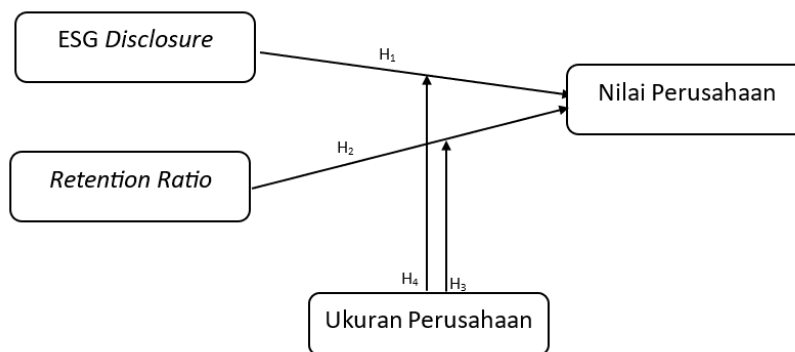 ESG Disclosure
H₁
Nilai Perusahaan
H₂
Retention Ratio
H₄
H₃
Ukuran Perusahaan